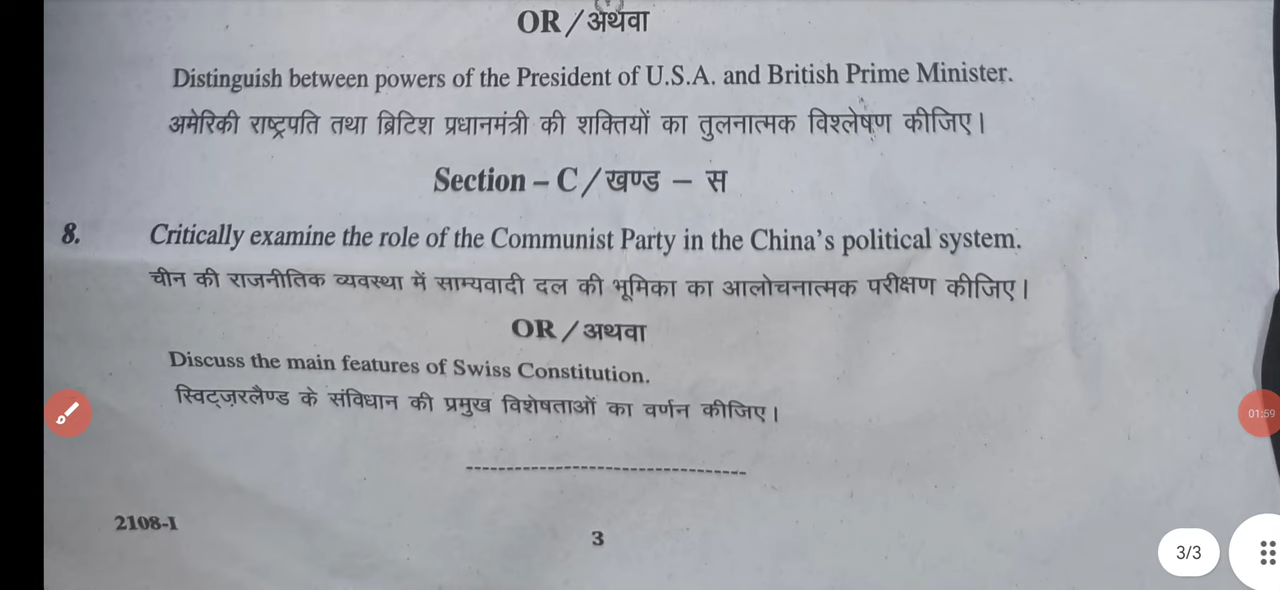 OR / अथवा
Distinguish between powers of the President of U.S.A. and British Prime Minister.
अमेरिकी राष्ट्रपति तथा ब्रिटिश प्रधानमंत्री की शक्तियों का तुलनात्मक विश्लेषण कीजिए।
Section – C / खण्ड – स
8. Critically examine the role of the Communist Party in the China's political system.
चीन की राजनीतिक व्यवस्था में साम्यवादी दल की भूमिका का आलोचनात्मक परीक्षण कीजिए।
OR / अथवा
Discuss the main features of Swiss Constitution.
स्विट्ज़रलैण्ड के संविधान की प्रमुख विशेषताओं का वर्णन कीजिए।
01:59
2108-I
3
3/3